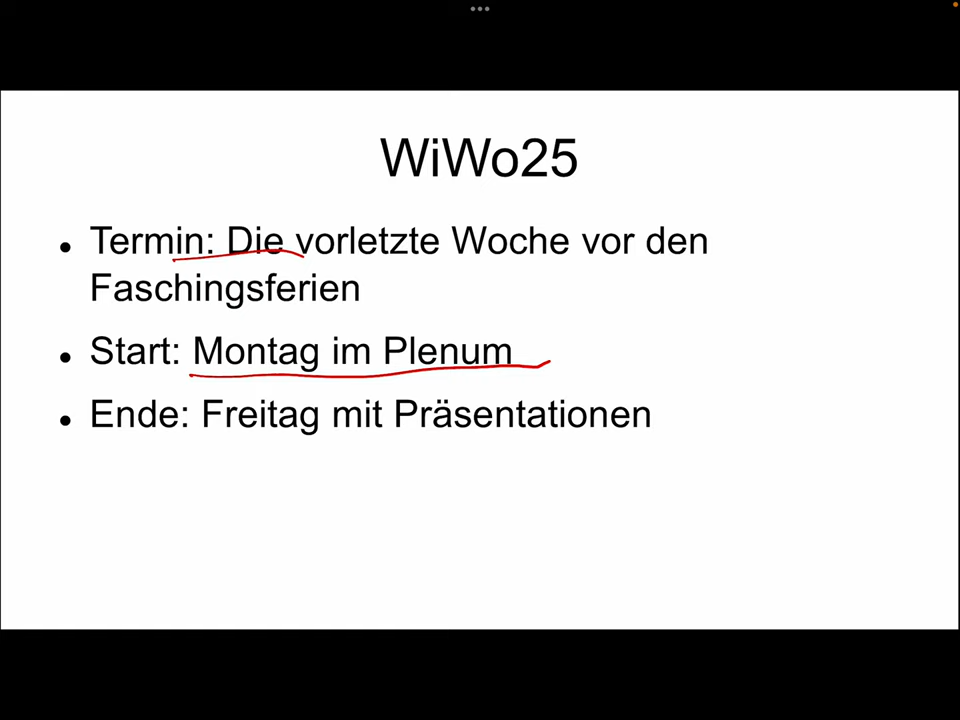 WiWo25
● Termin: Die vorletzte Woche vor den
Faschingsferien
● Start: Montag im Plenum
● Ende: Freitag mit Präsentationen